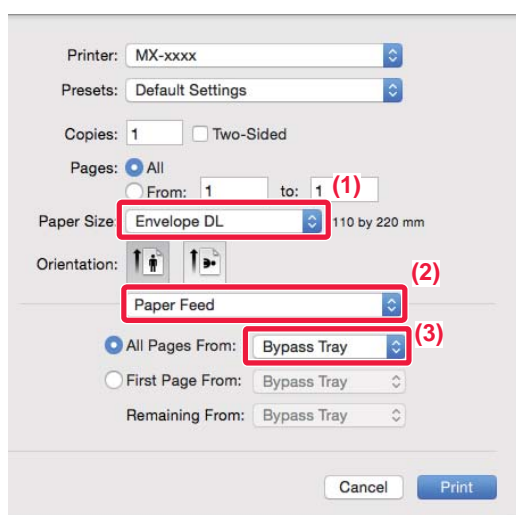 Printer: MX-xxxx
Presets: Default Settings
Copies: 1 Two-Sided
Pages: All
From: 1 to: 1 (1)
Paper Size: Envelope DL 110 by 220 mm
Orientation:
(2)
Paper Feed
(3)
All Pages From: Bypass Tray
First Page From: Bypass Tray
Remaining From: Bypass Tray
Cancel Print